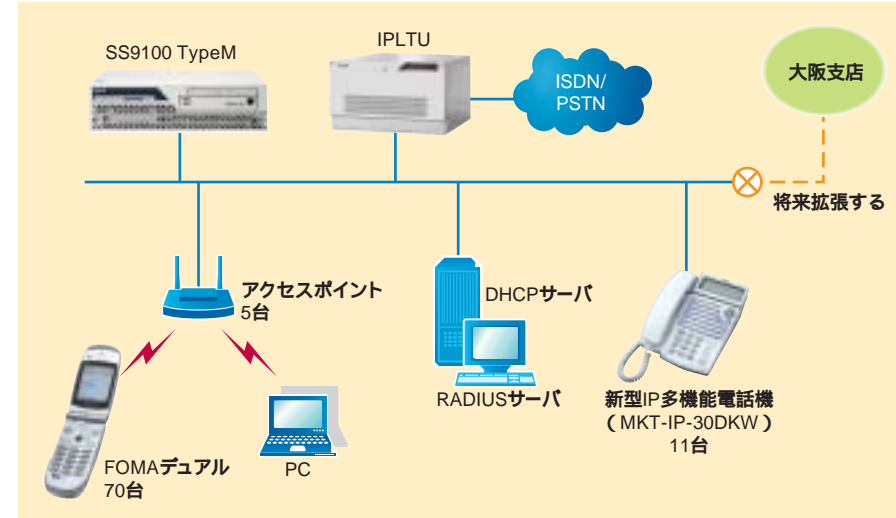 SS9100 TypeM
IPLTU
ISDN/
PSTN
大阪支店
将来拡張する
アクセスポイント
5台
DHCPサーバ
RADIUSサーバ
新型IP多機能電話機
(MKT-IP-30DKW)
11台
FOMAデュアル
70台
PC